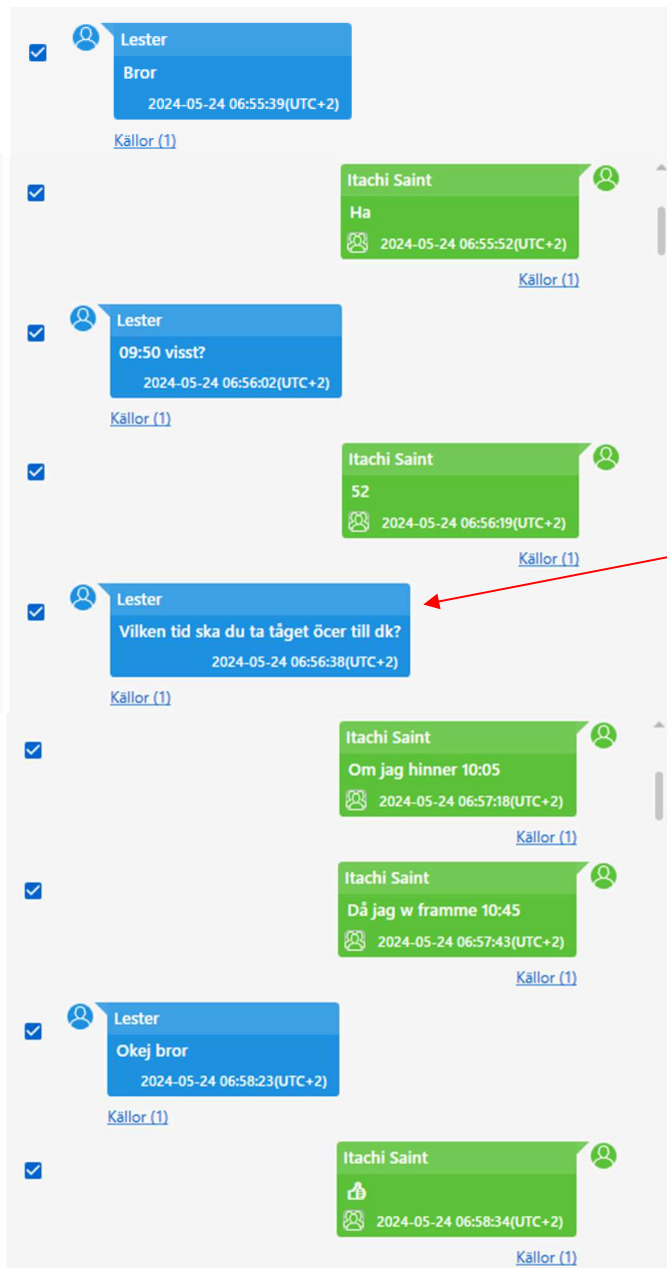 Lester
Bror
2024-05-24 06:55:39(UTC+2)
Källor (1)
Itachi Saint
Ha
2024-05-24 06:55:52(UTC+2)
Källor (1)
Lester
09:50 visst?
2024-05-24 06:56:02(UTC+2)
Källor (1)
Itachi Saint
52
2024-05-24 06:56:19(UTC+2)
Källor (1)
Lester
Vilken tid ska du ta tåget öcer till dk?
2024-05-24 06:56:38(UTC+2)
Källor (1)
Itachi Saint
Om jag hinner 10:05
2024-05-24 06:57:18(UTC+2)
Källor (1)
Itachi Saint
Då jag w framme 10:45
2024-05-24 06:57:43(UTC+2)
Källor (1)
Lester
Okej bror
2024-05-24 06:58:23(UTC+2)
Källor (1)
Itachi Saint
👍
2024-05-24 06:58:34(UTC+2)
Källor (1)